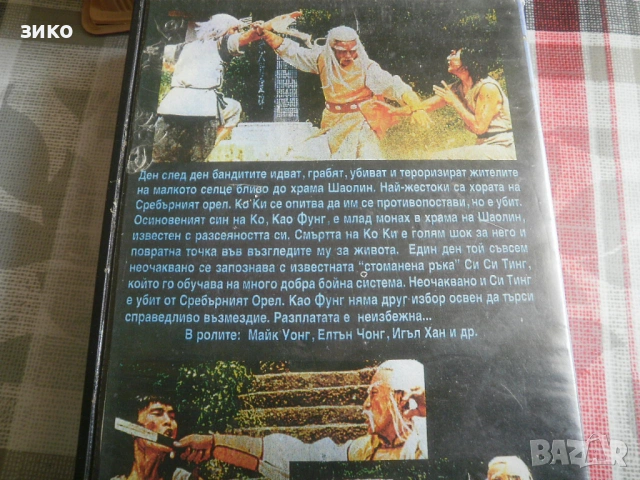 зико
Ден след ден бандитите идват, грабят, убиват и тероризират жителите
на малкото селце бливо до храма Шаолин. Най-жестоки са хората на
Сребърният орел. Ко Ки се опитва да им се противопостави, но е убит.
Осиновеният син на Ко, Као Фунг, е млад монах в храма на Шаолин,
известен с разсеяността си. Смъртта на Ко Ки е голям шок за него и
повратна точка във възгледите му за живота. Един ден той съвсем
неочаквано се запознава с известната "стоманена ръка" Си Си Тинг,
който го обучава на много добра бойна система. Неочаквано и Си Тинг
е убит от Сребърният Орел. Као Фунг няма друг избор освен да търси
справедливо възмездие. Разплатата е неизбежна...
В ролите: Майк Уонг, Елтън Чонг, Игъл Хан и др.
BAZAR